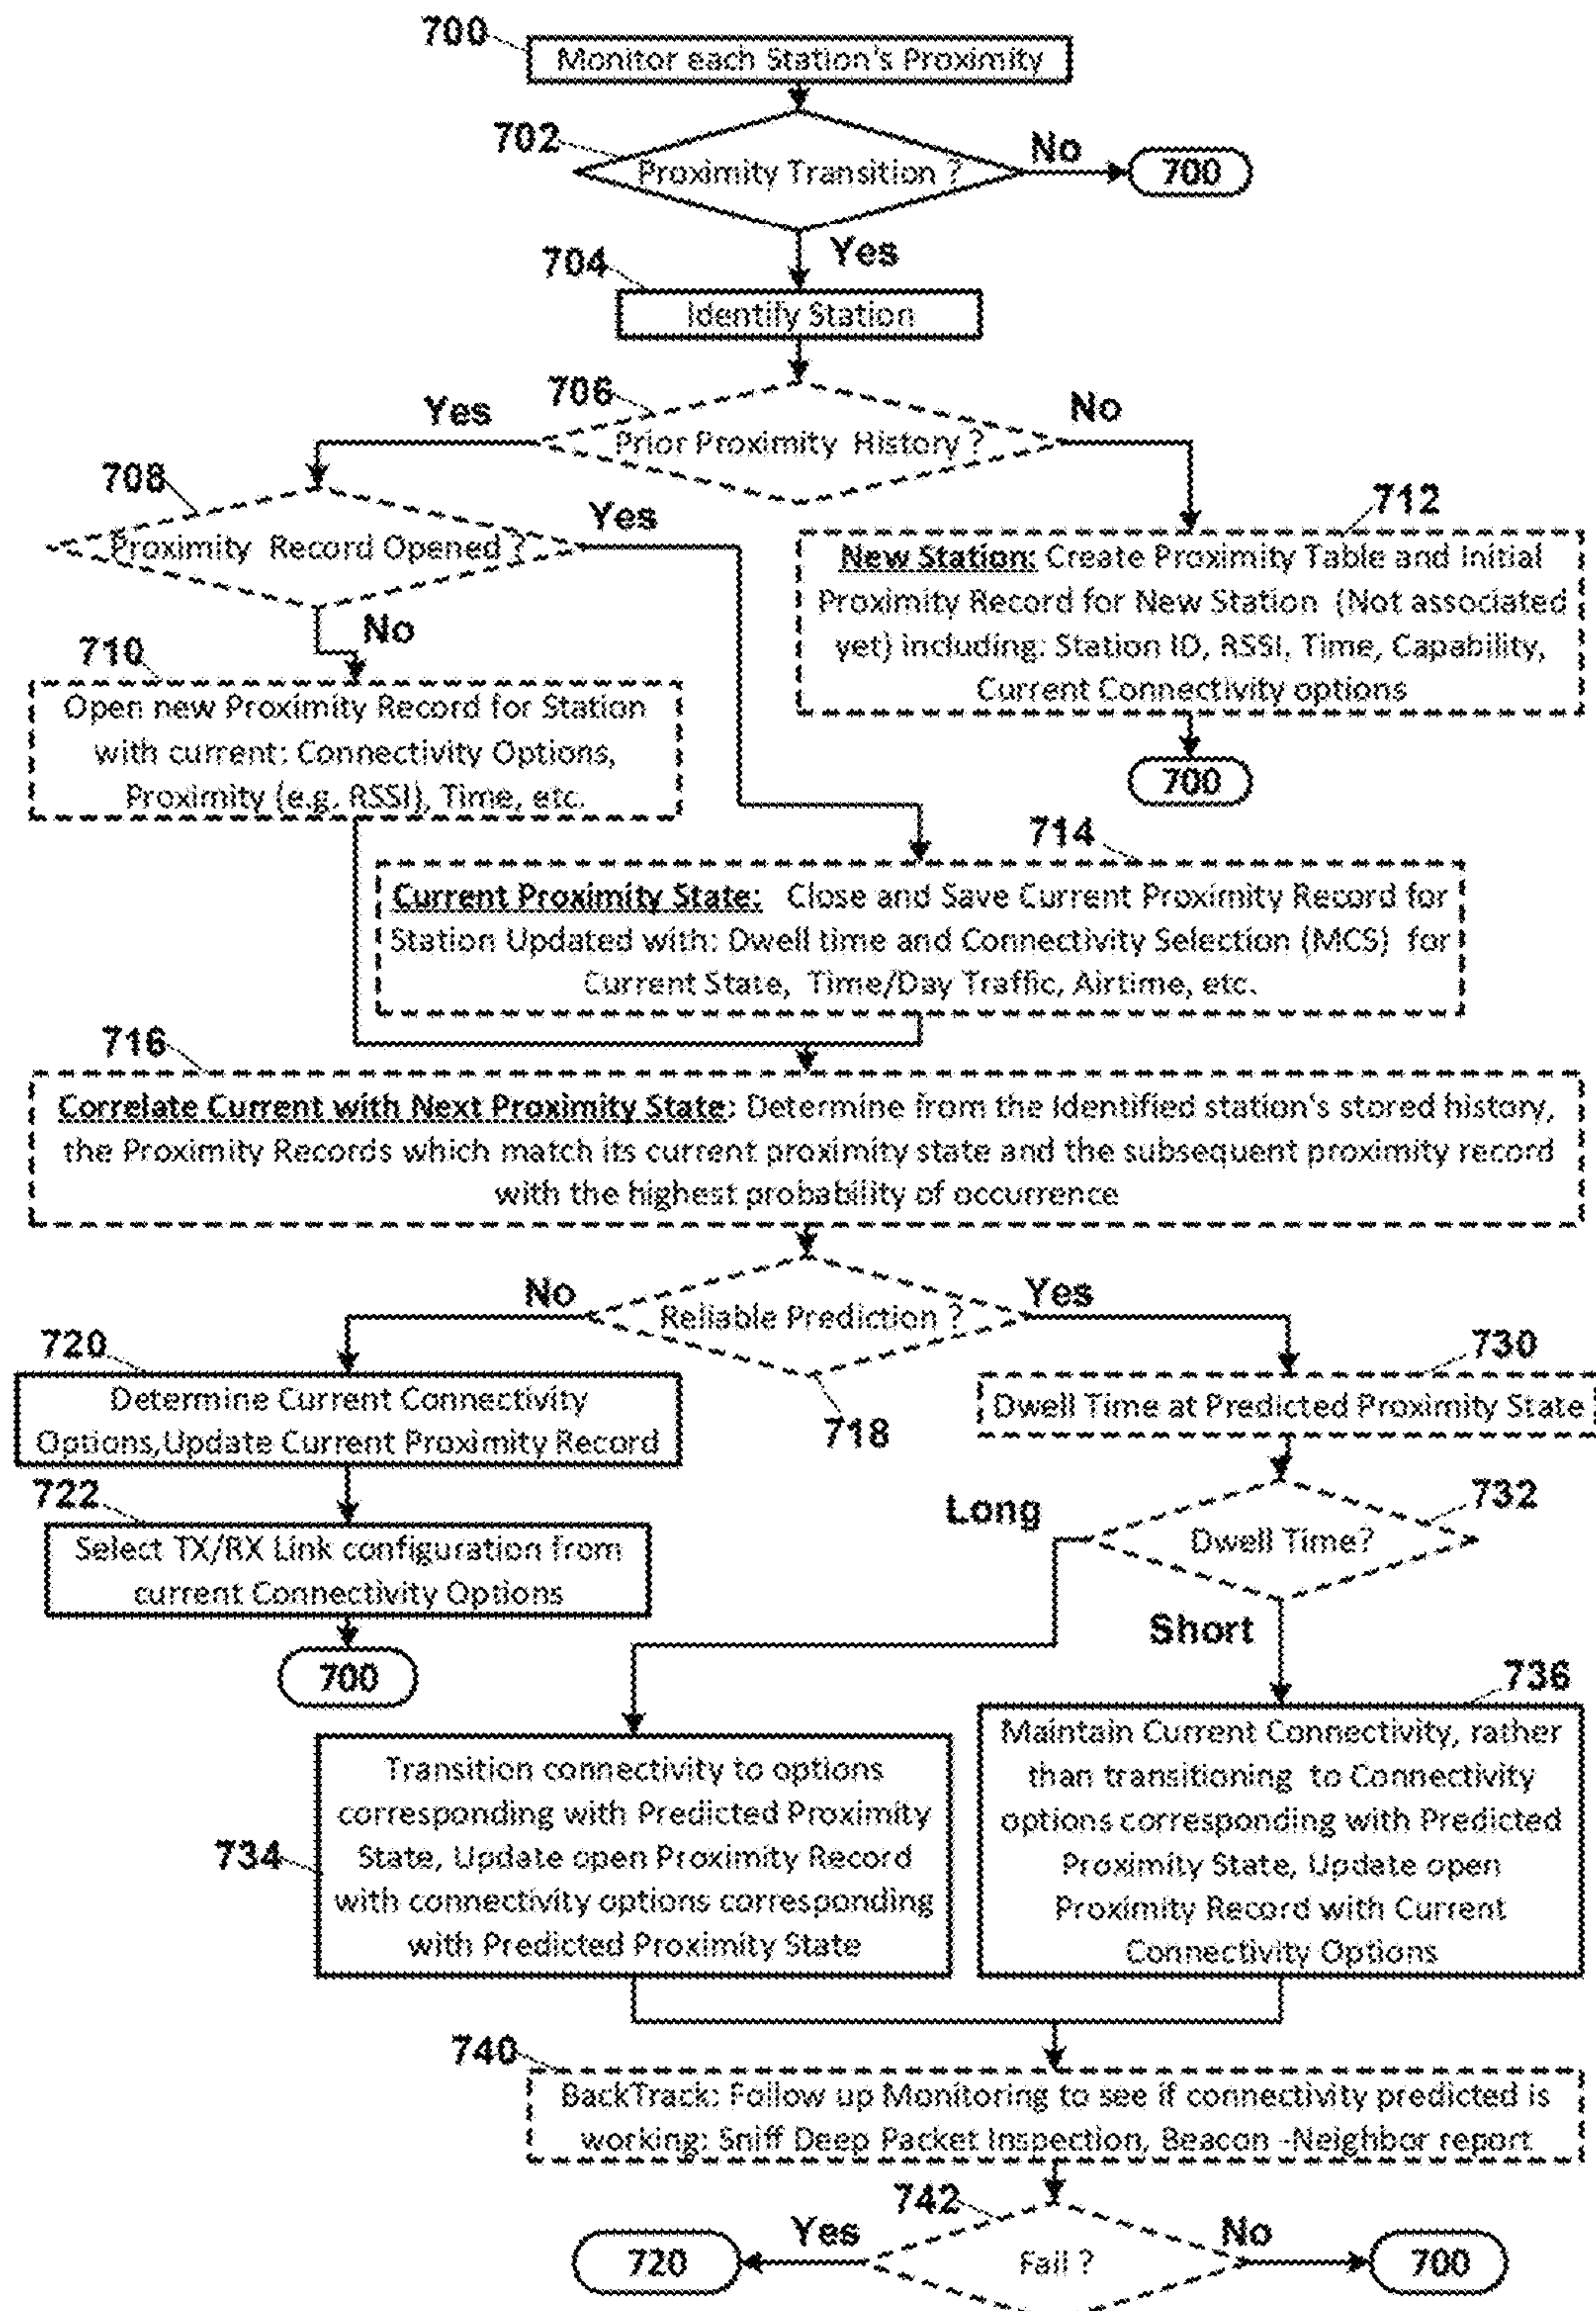 700
Monitor each Station's Proximity
702
Proximity Transition ?
No
700
Yes
704
Identify Station
706
Yes
Prior Proximity History ?
No
708
Proximity Record Opened ?
Yes
712
New Station: Create Proximity Table and Initial
Proximity Record for New Station (Not associated
yet) including: Station ID, RSSI, Time, Capability,
Current Connectivity options
700
No
710
Open new Proximity Record for Station
with current: Connectivity Options,
Proximity (e.g. RSSI), Time, etc.
714
Current Proximity State: Close and Save Current Proximity Record for
Station Updated with: Dwell time and Connectivity Selection (MCS) for
Current State, Time/Day Traffic, Airtime, etc.
716
Correlate Current with Next Proximity State: Determine from the Identified station's stored history,
the Proximity Records which match its current proximity state and the subsequent proximity record
with the highest probability of occurrence
No
Reliable Prediction ?
Yes
718
720
Determine Current Connectivity
Options,Update Current Proximity Record
722
Select TX/RX Link configuration from
current Connectivity Options
700
730
Dwell Time at Predicted Proximity State
732
Long
Dwell Time?
Short
734
Transition connectivity to options
corresponding with Predicted Proximity
State, Update open Proximity Record
with connectivity options corresponding
with Predicted Proximity State
736
Maintain Current Connectivity, rather
than transitioning to Connectivity
options corresponding with Predicted
Proximity State, Update open
Proximity Record with Current
Connectivity Options
740
BackTrack: Follow up Monitoring to see if connectivity predicted is
working: Sniff Deep Packet Inspection, Beacon -Neighbor report
742
Yes
720
Fail ?
No
700